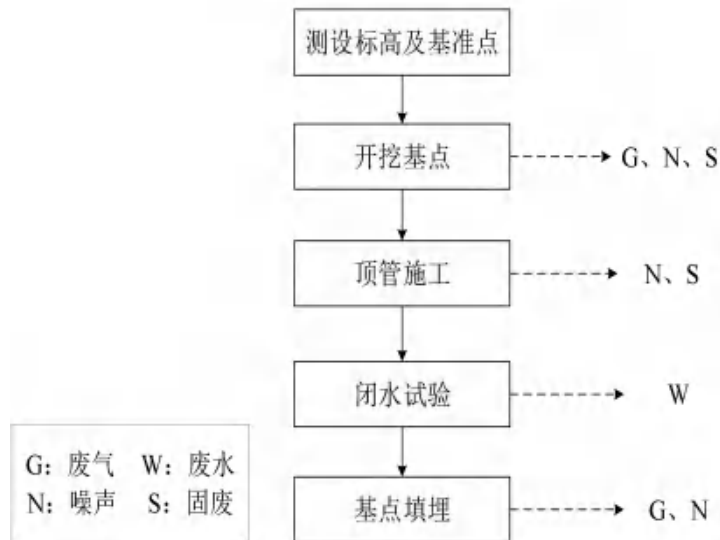 测设标高及基准点
开挖基点
G、N、S
顶管施工
N、S
闭水试验
W
G：废气 W：废水
N：噪声 S：固废
基点填埋
G、N